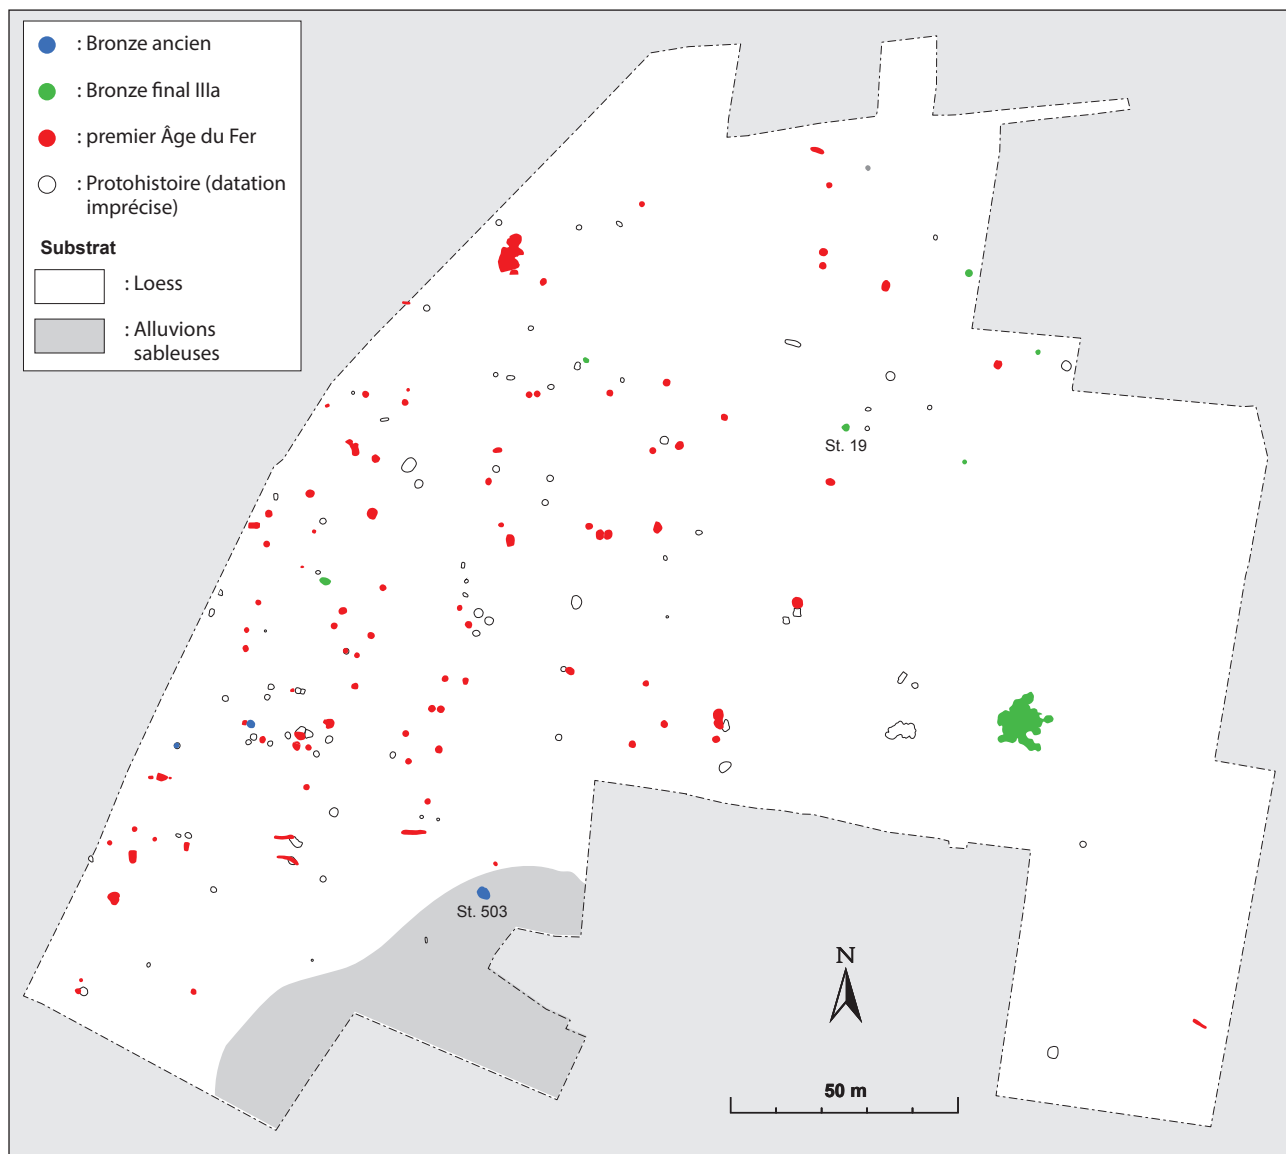 : Bronze ancien
: Bronze final IIIa
: premier Âge du Fer
: Protohistoire (datation
imprécise)
Substrat
: Loess
: Alluvions
sableuses
St. 19
St. 503
N
50 m